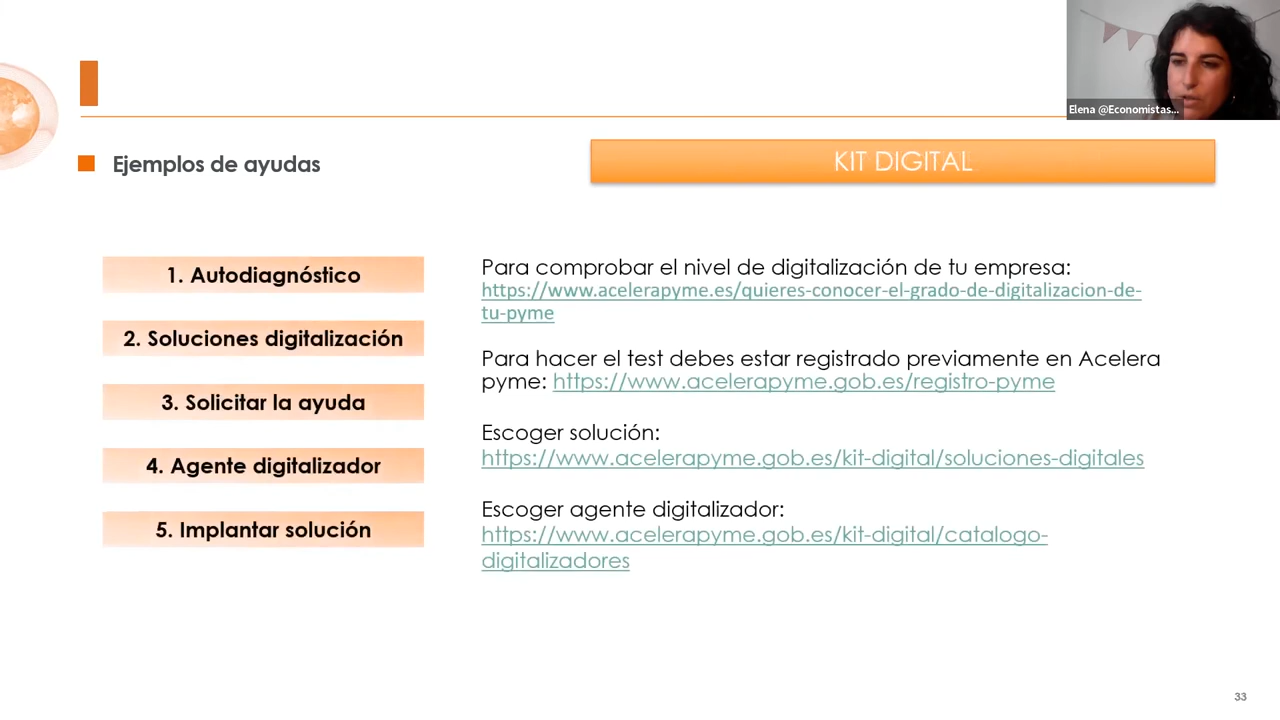 Elena @Economistas...
Ejemplos de ayudas
KIT DIGITAL
1. Autodiagnóstico
2. Soluciones digitalización
3. Solicitar la ayuda
4. Agente digitalizador
5. Implantar solución
Para comprobar el nivel de digitalización de tu empresa:
https://www.acelerapyme.es/quieres-conocer-el-grado-de-digitalizacion-de-
tu-pyme
Para hacer el test debes estar registrado previamente en Acelera
pyme: https://www.acelerapyme.gob.es/registro-pyme
Escoger solución:
https://www.acelerapyme.gob.es/kit-digital/soluciones-digitales
Escoger agente digitalizador:
https://www.acelerapyme.gob.es/kit-digital/catalogo-
digitalizadores
33